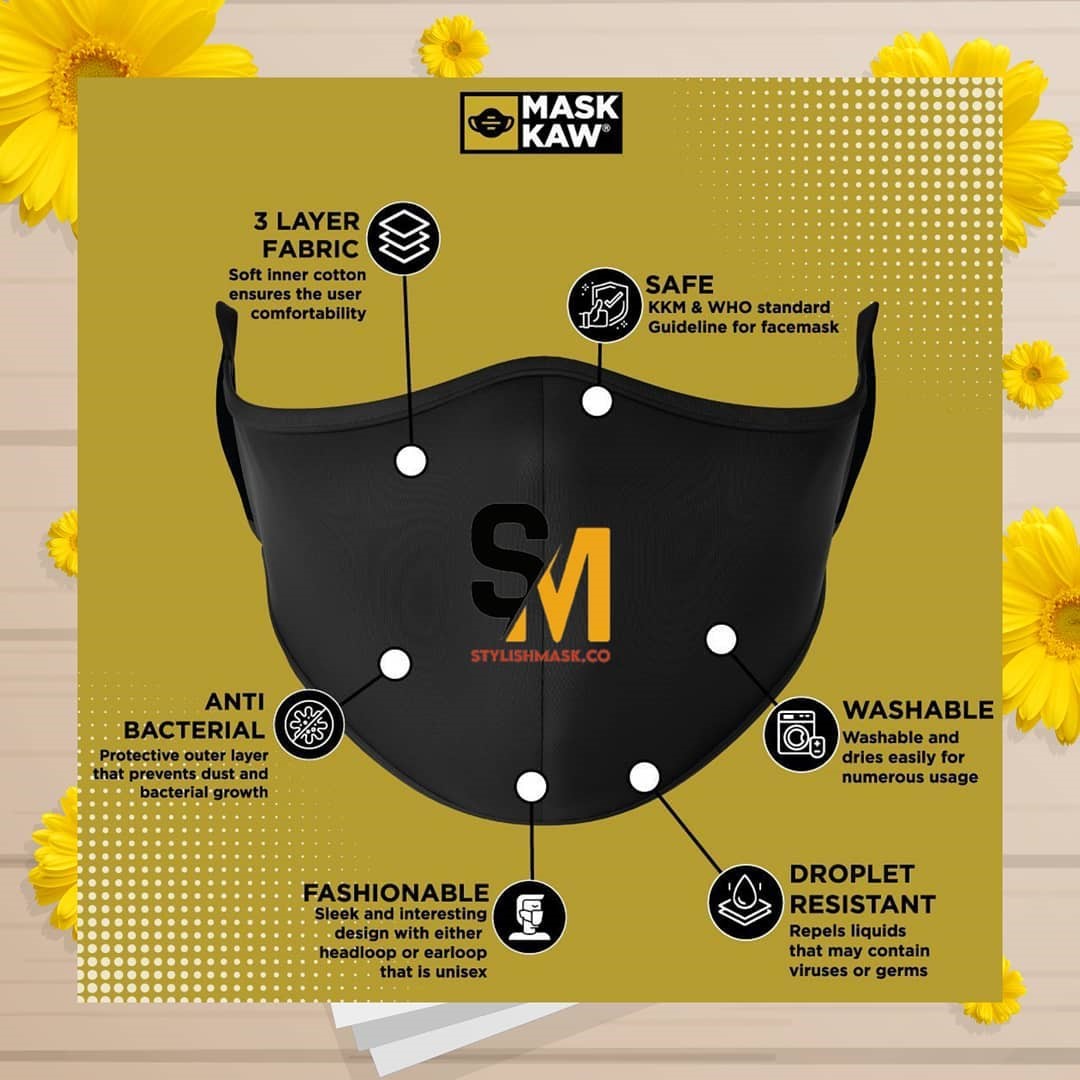 MASK
KAW®
3 LAYER
FABRIC
Soft inner cotton
ensures the user
comfortability
SAFE
KKM & WHO standard
Guideline for facemask
SM
STYLISHMASK.CO
ANTI
BACTERIAL
Protective outer layer
that prevents dust and
bacterial growth
WASHABLE
Washable and
dries easily for
numerous usage
FASHIONABLE
Sleek and interesting
design with either
headloop or earloop
that is unisex
DROPLET
RESISTANT
Repels liquids
that may contain
viruses or germs